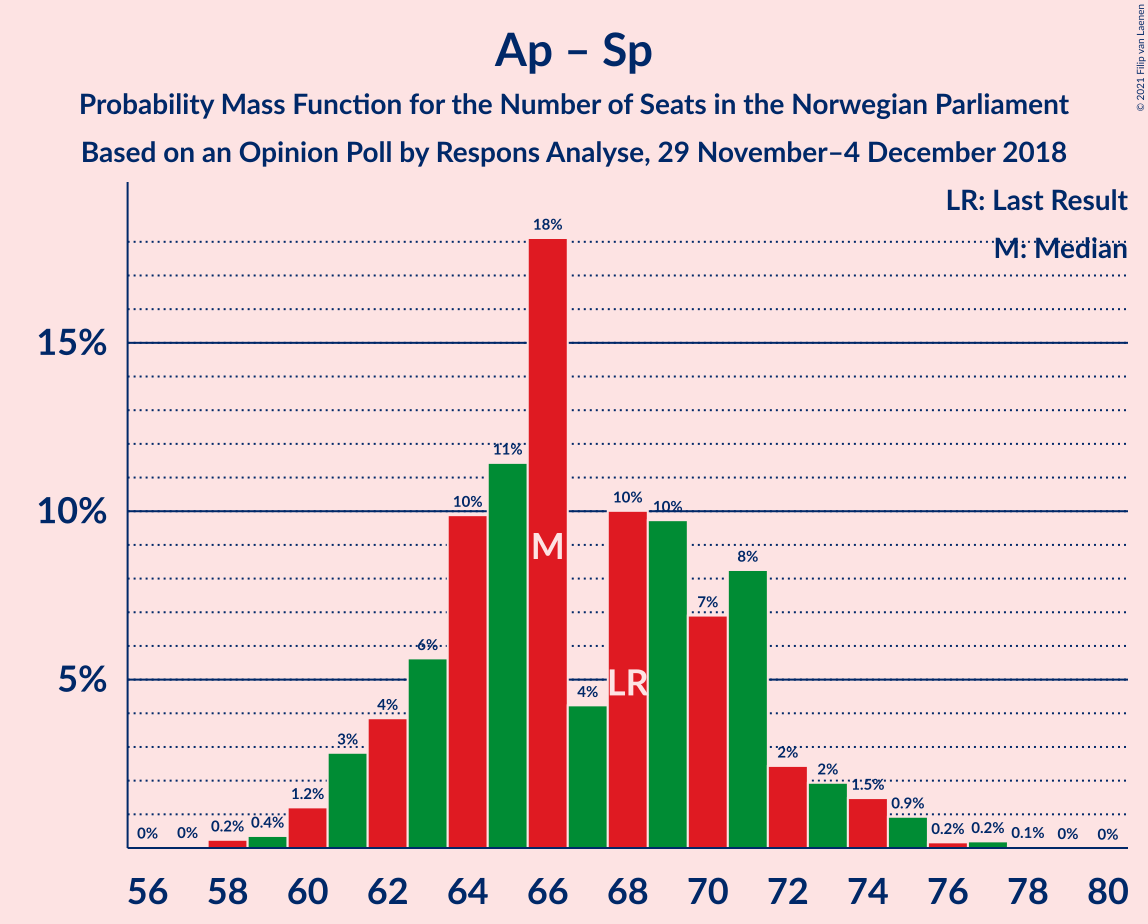 Ap – Sp
Probability Mass Function for the Number of Seats in the Norwegian Parliament
Based on an Opinion Poll by Respons Analyse, 29 November–4 December 2018
© 2021 Filip van Laenen
LR: Last Result
M: Median
15%
10%
5%
0% 0% 0.2% 0.4% 1.2% 3% 4% 6% 10% 11% 18% 4% 10% 10% 7% 8% 2% 2% 1.5% 0.9% 0.2% 0.2% 0.1% 0% 0%
M
LR
56 58 60 62 64 66 68 70 72 74 76 78 80